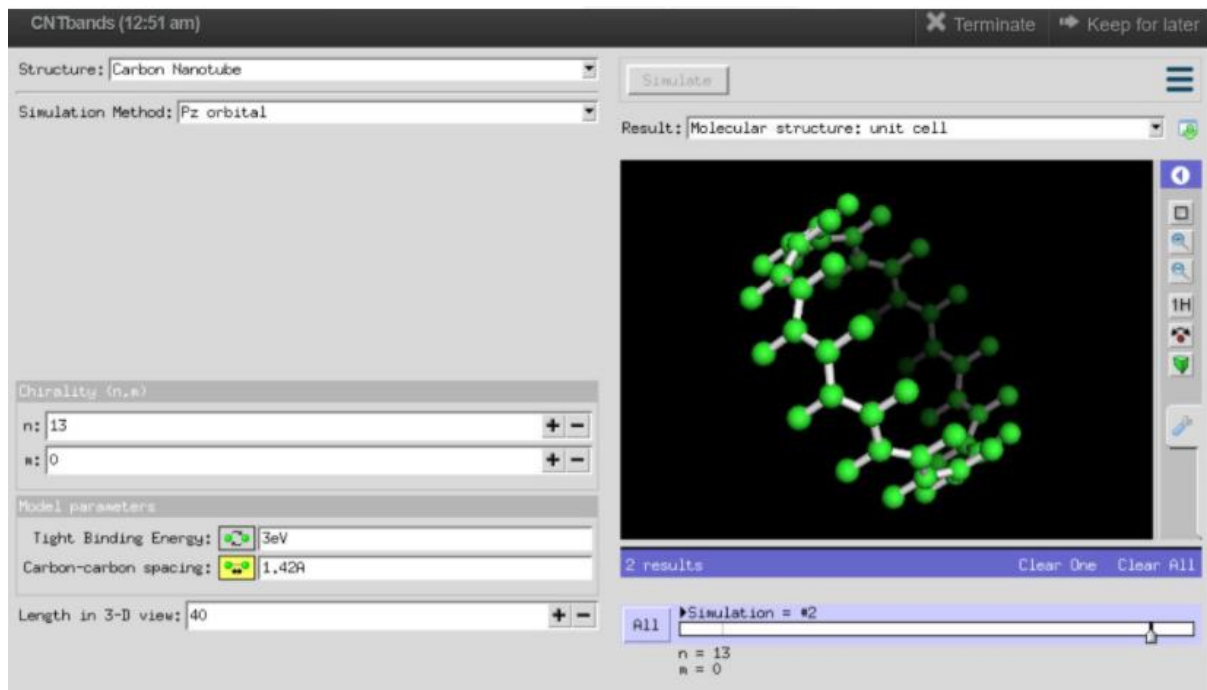 CNTbands (12:51 am)
Terminate
Keep for later
Structure: Carbon Nanotube
Simulation Method: Pz orbital
Simulate
Result: Molecular structure: unit cell
1H
Chirality (n,m)
n: 13
m: 0
Model parameters
Tight Binding Energy: 3eV
Carbon-carbon spacing: 1.42A
Length in 3-D view: 40
2 results
Clear One
Clear All
All
Simulation = #2
n = 13
m = 0